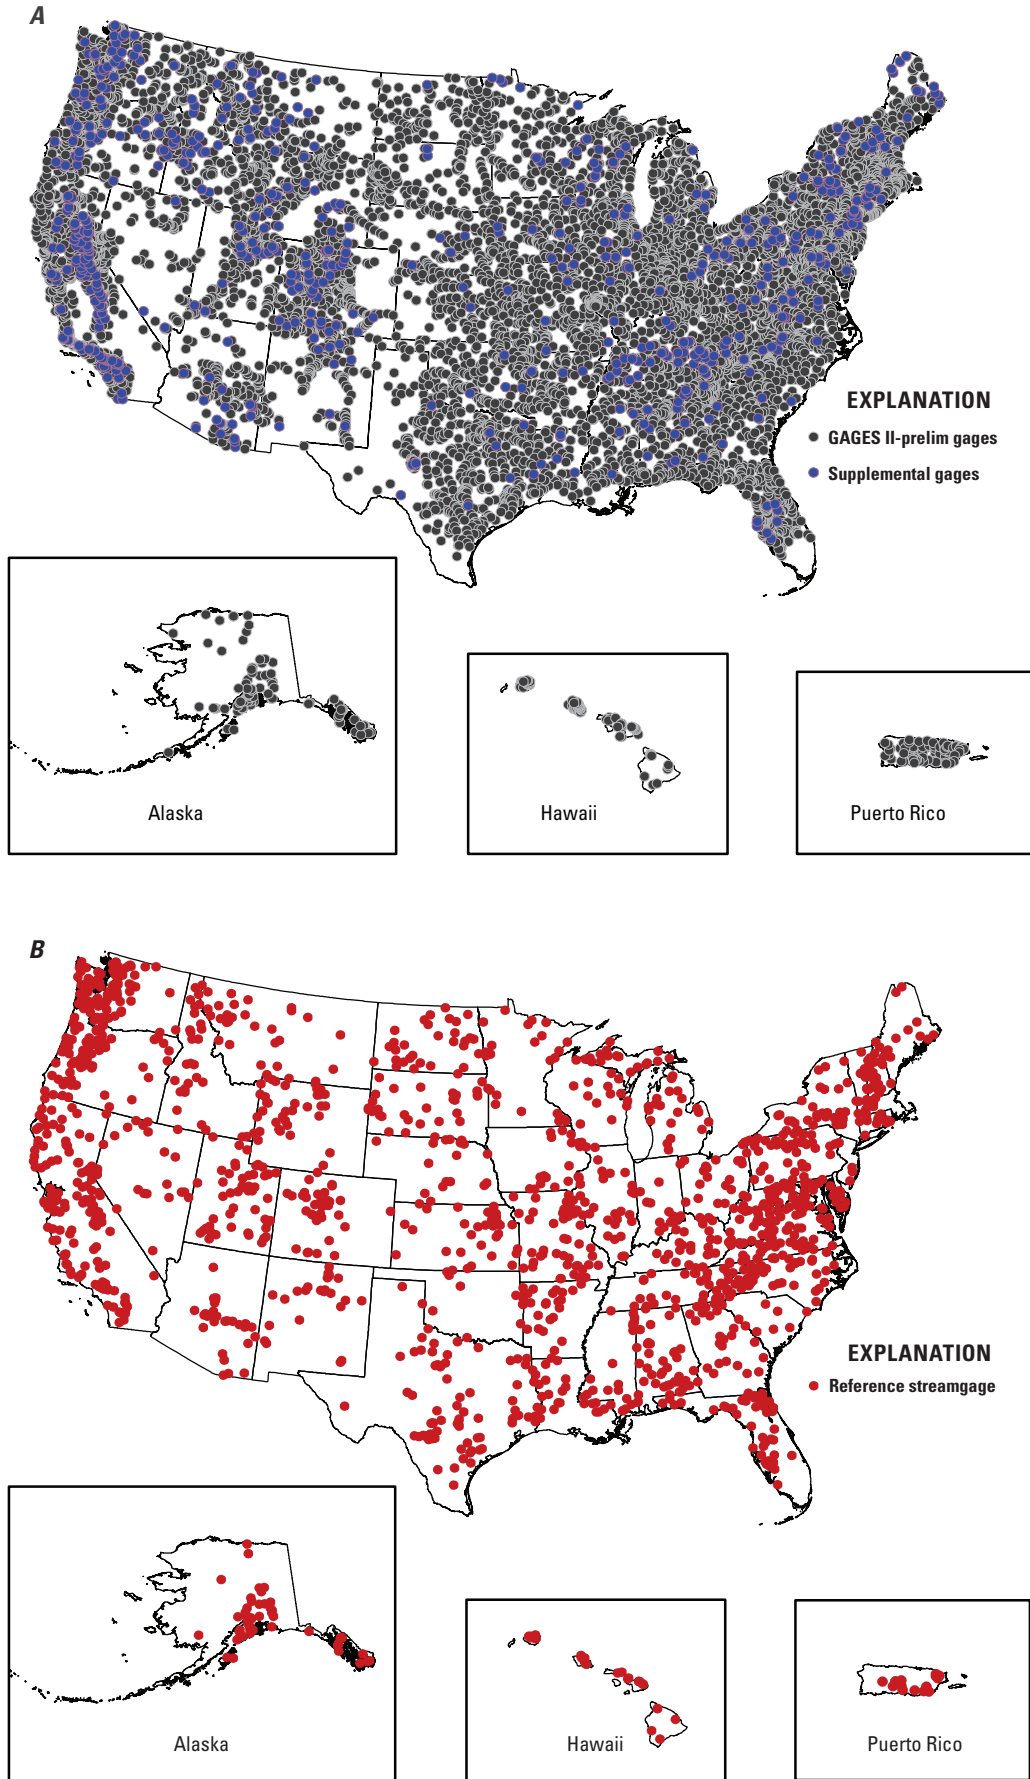 A
EXPLANATION
GAGES II-prelim gages
Supplemental gages
Alaska
Hawaii
Puerto Rico
B
EXPLANATION
Reference streamgage
Alaska
Hawaii
Puerto Rico